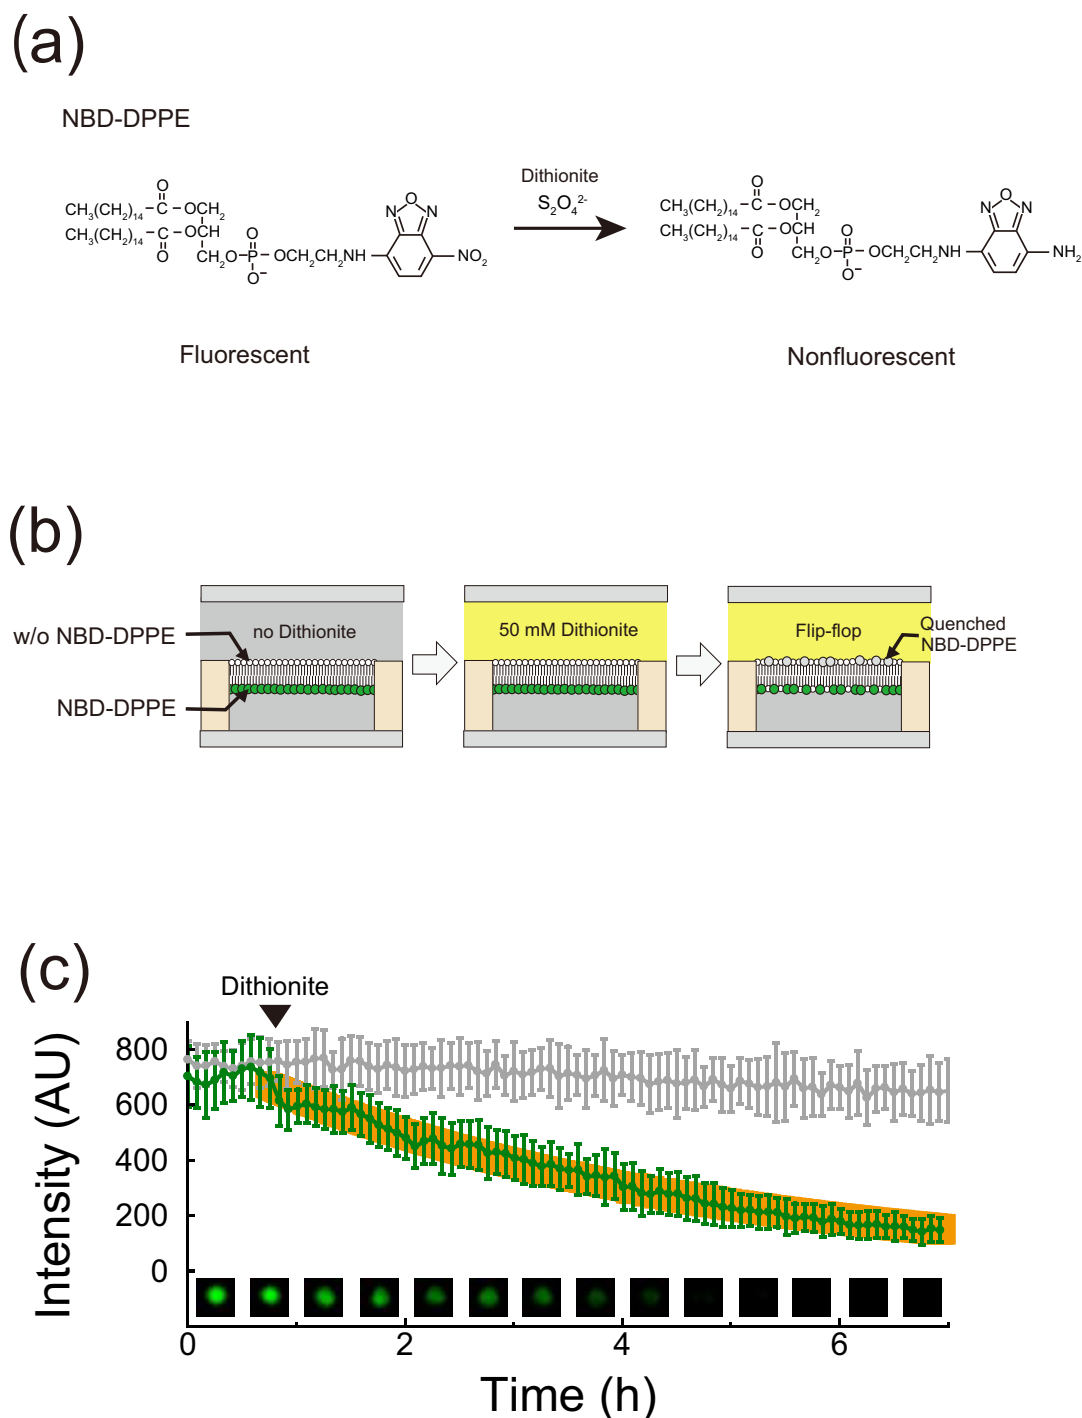 (a)
NBD-DPPE
CH₃(CH₂)₁₄–C–OCH₂
O
CH₃(CH₂)₁₄–C–OCH
O
CH₂O–P–OCH₂CH₂NH
O
O⁻
N O N
NO₂
Dithionite
S₂O₄²⁻
CH₃(CH₂)₁₄–C–OCH₂
O
CH₃(CH₂)₁₄–C–OCH
O
CH₂O–P–OCH₂CH₂NH
O
O⁻
N O N
NH₂
Fluorescent
Nonfluorescent
(b)
w/o NBD-DPPE
NBD-DPPE
no Dithionite
50 mM Dithionite
Flip-flop
Quenched
NBD-DPPE
(c)
Dithionite
Intensity (AU)
800
600
400
200
0
0 2 4 6
Time (h)